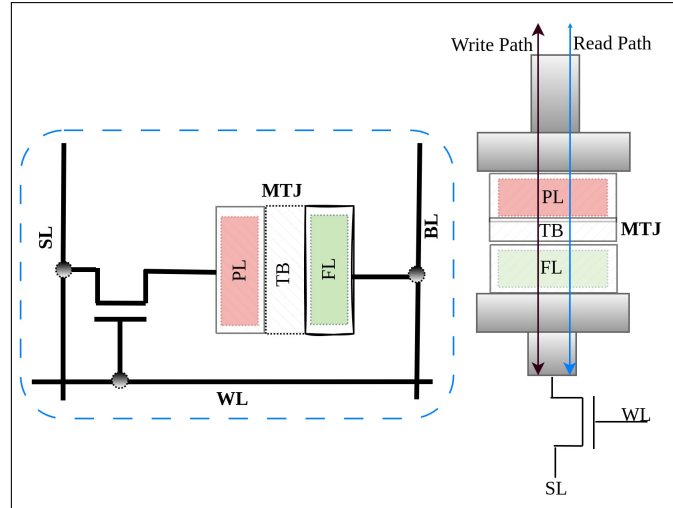 SL
PL
MTJ
TB
FL
BL
WL
Write Path
Read Path
PL
TB
MTJ
FL
WL
SL